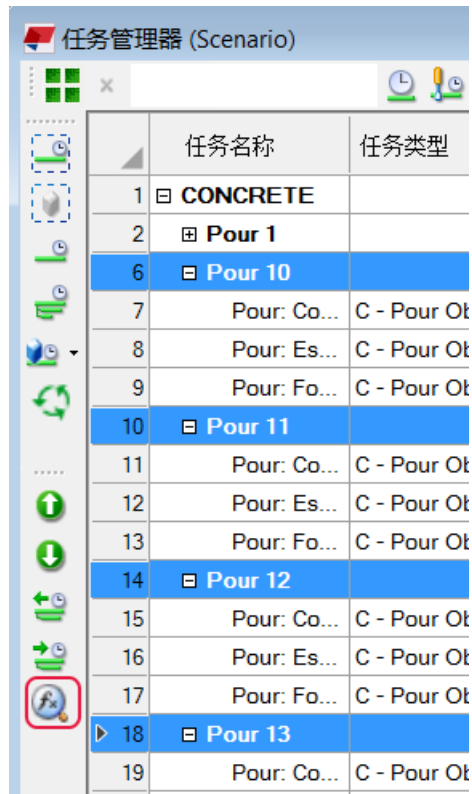 任务管理器 (Scenario)
任务名称 任务类型
1 CONCRETE
2 Pour 1
6 Pour 10
7 Pour: Co... C - Pour Ob
8 Pour: Es... C - Pour Ob
9 Pour: Fo... C - Pour Ob
10 Pour 11
11 Pour: Co... C - Pour Ob
12 Pour: Es... C - Pour Ob
13 Pour: Fo... C - Pour Ob
14 Pour 12
15 Pour: Co... C - Pour Ob
16 Pour: Es... C - Pour Ob
17 Pour: Fo... C - Pour Ob
18 Pour 13
19 Pour: Co... C - Pour Ob